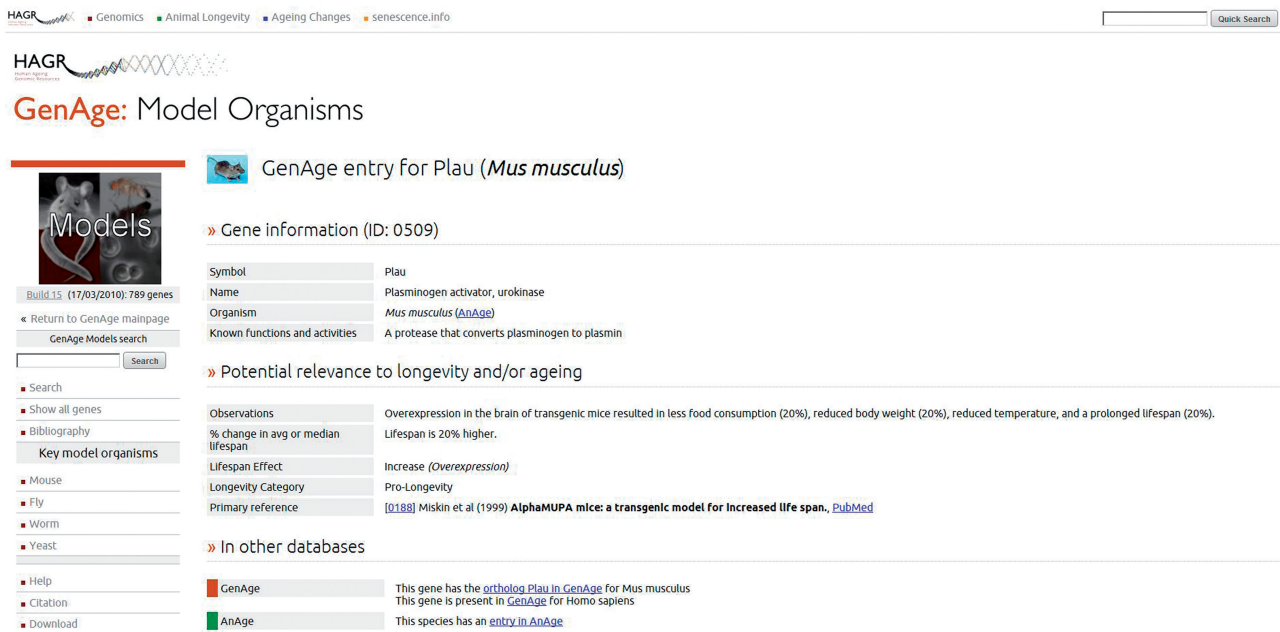 HAGR
Genomics
Animal Longevity
Ageing Changes
senescence.info
Quick Search
HAGR
Human Ageing
Genomic Resources
GenAge: Model Organisms
Models
Build 15 (17/03/2010): 789 genes
« Return to GenAge mainpage
GenAge Models search
Search
Search
Show all genes
Bibliography
Key model organisms
Mouse
Fly
Worm
Yeast
Help
Citation
Download
GenAge entry for Plau (Mus musculus)
» Gene information (ID: 0509)
Symbol Plau
Name Plasminogen activator, urokinase
Organism Mus musculus (AnAge)
Known functions and activities A protease that converts plasminogen to plasmin
» Potential relevance to longevity and/or ageing
Observations Overexpression in the brain of transgenic mice resulted in less food consumption (20%), reduced body weight (20%), reduced temperature, and a prolonged lifespan (20%).
% change in avg or median Lifespan is 20% higher.
lifespan
Lifespan Effect Increase (Overexpression)
Longevity Category Pro-Longevity
Primary reference [0188] Miskin et al (1999) AlphaMUPA mice: a transgenic model for increased life span., PubMed
» In other databases
GenAge This gene has the ortholog Plau in GenAge for Mus musculus
This gene is present in GenAge for Homo sapiens
AnAge This species has an entry in AnAge